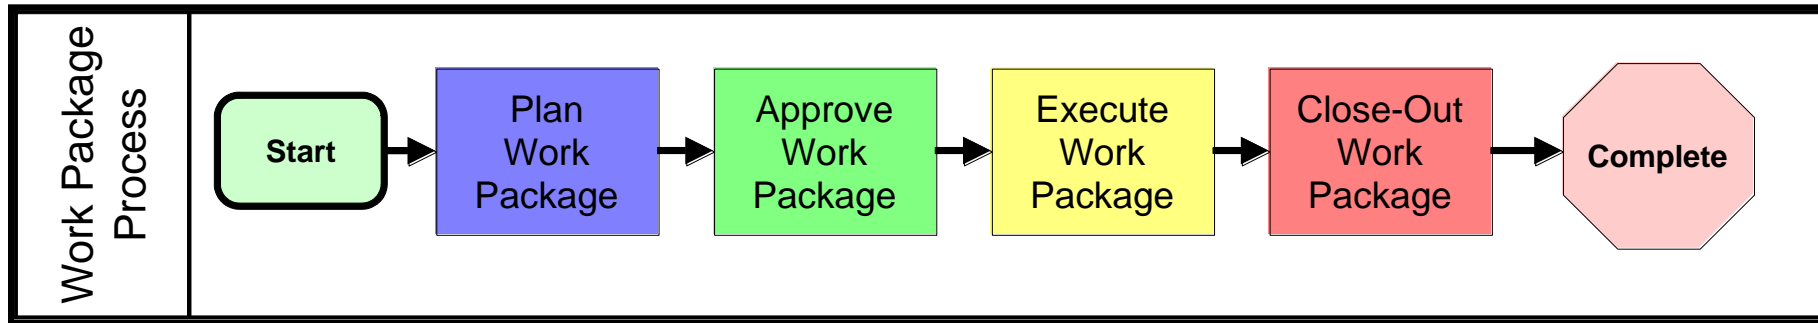 Work Package
Process
Start
Plan
Work
Package
Approve
Work
Package
Execute
Work
Package
Close-Out
Work
Package
Complete